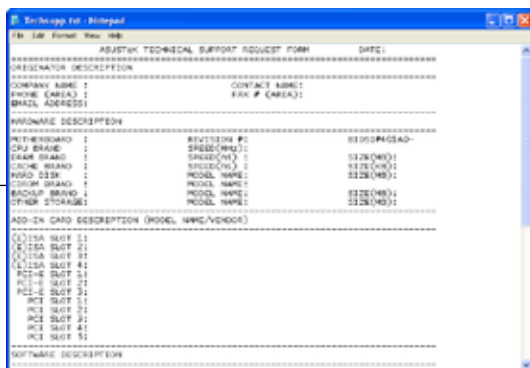 Techsupp.txt - Notepad
File Edit Format View Help
ASUSTeK TECHNICAL SUPPORT REQUEST FORM DATE:
ORIGINATOR DESCRIPTION
COMPANY NAME : CONTACT NAME:
PHONE (AREA) : FAX # (AREA):
EMAIL ADDRESS:
HARDWARE DESCRIPTION
MOTHERBOARD : REVISION #:
CPU BRAND : SPEED(MHz):
DRAM BRAND : SPEED(NS) : SIZE(MB):
CACHE BRAND : SPEED(NS) : SIZE(KB):
HARD DISK : MODEL NAME: SIZE(MB):
CDROM BRAND : MODEL NAME:
BACKUP BRAND : MODEL NAME: SIZE(MB):
OTHER STORAGE: MODEL NAME: SIZE(MB):
ADD-IN CARD DESCRIPTION (MODEL NAME/VENDOR)
(E)ISA SLOT 1:
(E)ISA SLOT 2:
(E)ISA SLOT 3:
(E)ISA SLOT 4:
PCI-E SLOT 1:
PCI-E SLOT 2:
PCI-E SLOT 3:
PCI SLOT 1:
PCI SLOT 2:
PCI SLOT 3:
PCI SLOT 4:
PCI SLOT 5:
SOFTWARE DESCRIPTION